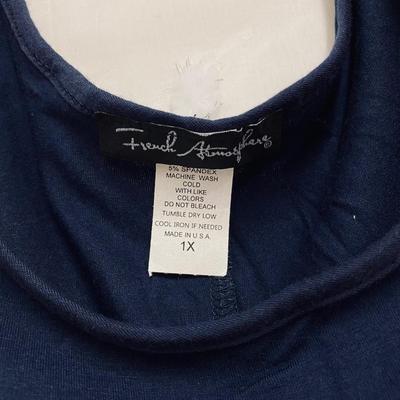 French Atmosphere
5% SPANDEX
MACHINE WASH
COLD
WITH LIKE
COLORS
DO NOT BLEACH
TUMBLE DRY LOW
COOL IRON IF NEEDED
MADE IN U.S.A.
1X